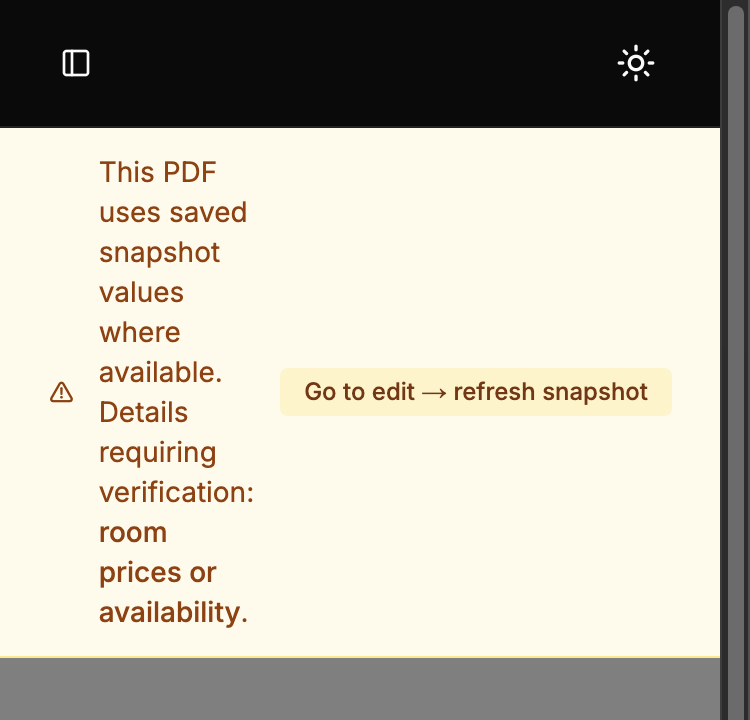 This PDF
uses saved
snapshot
values
where
available.
Details
requiring
verification:
room
prices or
availability.
Go to edit → refresh snapshot